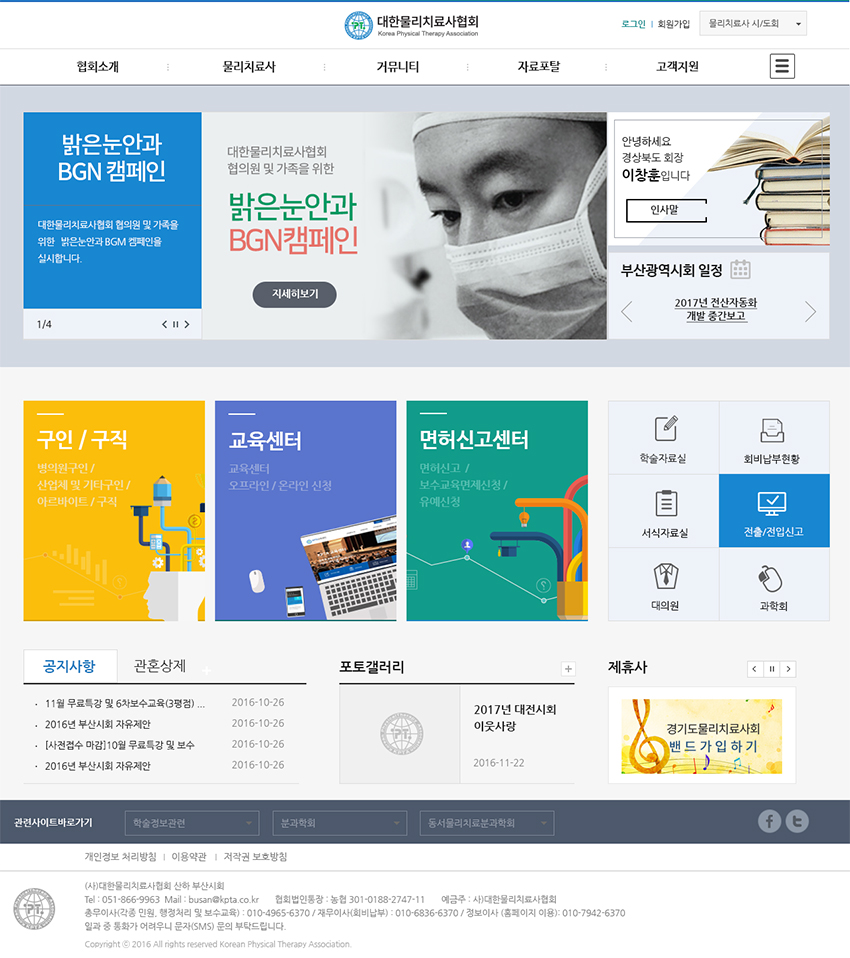 대한물리치료사협회
Korea Physical Therapy Association
로그인 | 회원가입
물리치료사 시/도회
협회소개
물리치료사
커뮤니티
자료포탈
고객지원
밝은눈안과
BGN 캠페인
대한물리치료사협회 협의원 및 가족을
위한 밝은눈안과 BGM 켐페인을
실시합니다.
1/4
대한물리치료사협회
협의원 및 가족을 위한
밝은눈안과
BGN캠페인
자세히보기
안녕하세요
경상북도 회장
이창훈입니다
인사말
부산광역시회 일정
2017년 전산자동화
개발 중간보고
구인 / 구직
병의원구인 /
산업체 및 기타구인 /
아르바이트 / 구직
교육센터
교육센터
오프라인 / 온라인 신청
면허신고센터
면허신고 /
보수교육면제신청 /
유예신청
학술자료실
회비납부현황
서식자료실
전출/전입신고
대의원
과학회
공지사항
관혼상제
11월 무료특강 및 6차보수교육(3평점) ... 2016-10-26
2016년 부산시회 자유제안 2016-10-26
[사전접수 마감]10월 무료특강 및 보수 2016-10-26
2016년 부산시회 자유제안 2016-10-26
포토갤러리
PT
2017년 대전시회
이웃사랑
2016-11-22
제휴사
경기도물리치료사회
밴드가입하기
관련사이트바로가기
학술정보관련
분과학회
동서물리치료분과학회
개인정보 처리방침 | 이용약관 | 저작권 보호방침
(사)대한물리치료사협회 산하 부산시회
Tel : 051-866-9963 Mail : busan@kpta.co.kr 협회법인통장 : 농협 301-0188-2747-11 예금주 : 사)대한물리치료사협회
총무이사(각종 민원, 행정처리 및 보수교육) : 010-4965-6370 / 재무이사(회비납부) : 010-6836-6370 / 정보이사 (홈페이지 이용): 010-7942-6370
일과 중 통화가 어려우니 문자(SMS) 문의 부탁드립니다.
Copyright ⓒ 2016 All rights reserved Korean Physical Therapy Association.